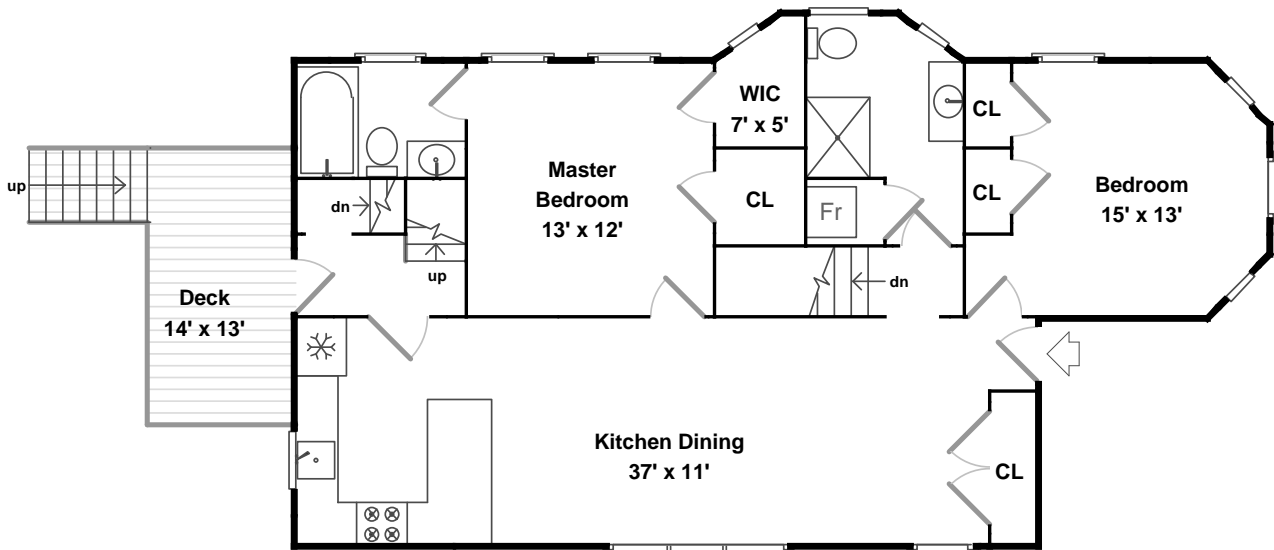 WIC
7' x 5'
CL
CL
CL
Master
Bedroom
13' x 12'
Bedroom
15' x 13'
up
dn
Fr
up
dn
Deck
14' x 13'
Kitchen Dining
37' x 11'
CL